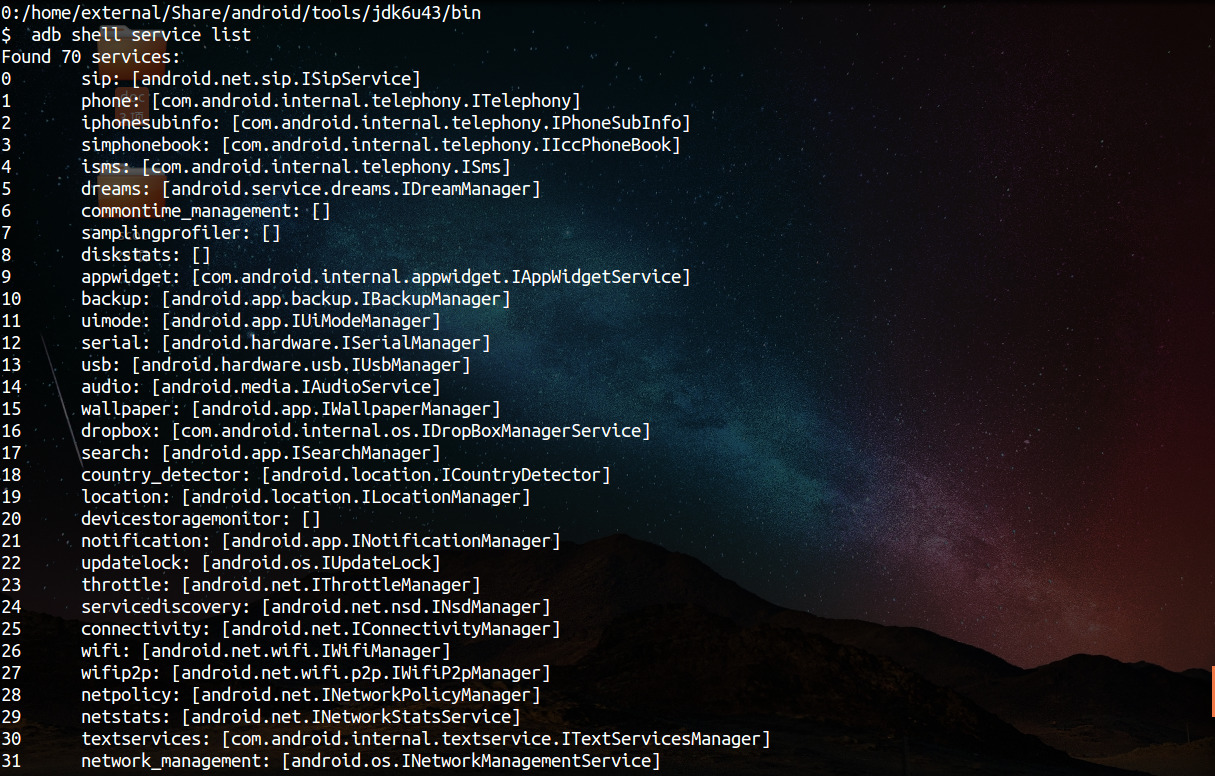 0:/home/external/Share/android/tools/jdk6u43/bin
$  adb shell service list
Found 70 services:
0	sip: [android.net.sip.ISipService]
1	phone: [com.android.internal.telephony.ITelephony]
2	iphonesubinfo: [com.android.internal.telephony.IPhoneSubInfo]
3	simphonebook: [com.android.internal.telephony.IIccPhoneBook]
4	isms: [com.android.internal.telephony.ISms]
5	dreams: [android.service.dreams.IDreamManager]
6	commontime_management: []
7	samplingprofiler: []
8	diskstats: []
9	appwidget: [com.android.internal.appwidget.IAppWidgetService]
10	backup: [android.app.backup.IBackupManager]
11	uimode: [android.app.IUiModeManager]
12	serial: [android.hardware.ISerialManager]
13	usb: [android.hardware.usb.IUsbManager]
14	audio: [android.media.IAudioService]
15	wallpaper: [android.app.IWallpaperManager]
16	dropbox: [com.android.internal.os.IDropBoxManagerService]
17	search: [android.app.ISearchManager]
18	country_detector: [android.location.ICountryDetector]
19	location: [android.location.ILocationManager]
20	devicestoragemonitor: []
21	notification: [android.app.INotificationManager]
22	updatelock: [android.os.IUpdateLock]
23	throttle: [android.net.IThrottleManager]
24	servicediscovery: [android.net.nsd.INsdManager]
25	connectivity: [android.net.IConnectivityManager]
26	wifi: [android.net.wifi.IWifiManager]
27	wifip2p: [android.net.wifi.p2p.IWifiP2pManager]
28	netpolicy: [android.net.INetworkPolicyManager]
29	netstats: [android.net.INetworkStatsService]
30	textservices: [com.android.internal.textservice.ITextServicesManager]
31	network_management: [android.os.INetworkManagementService]